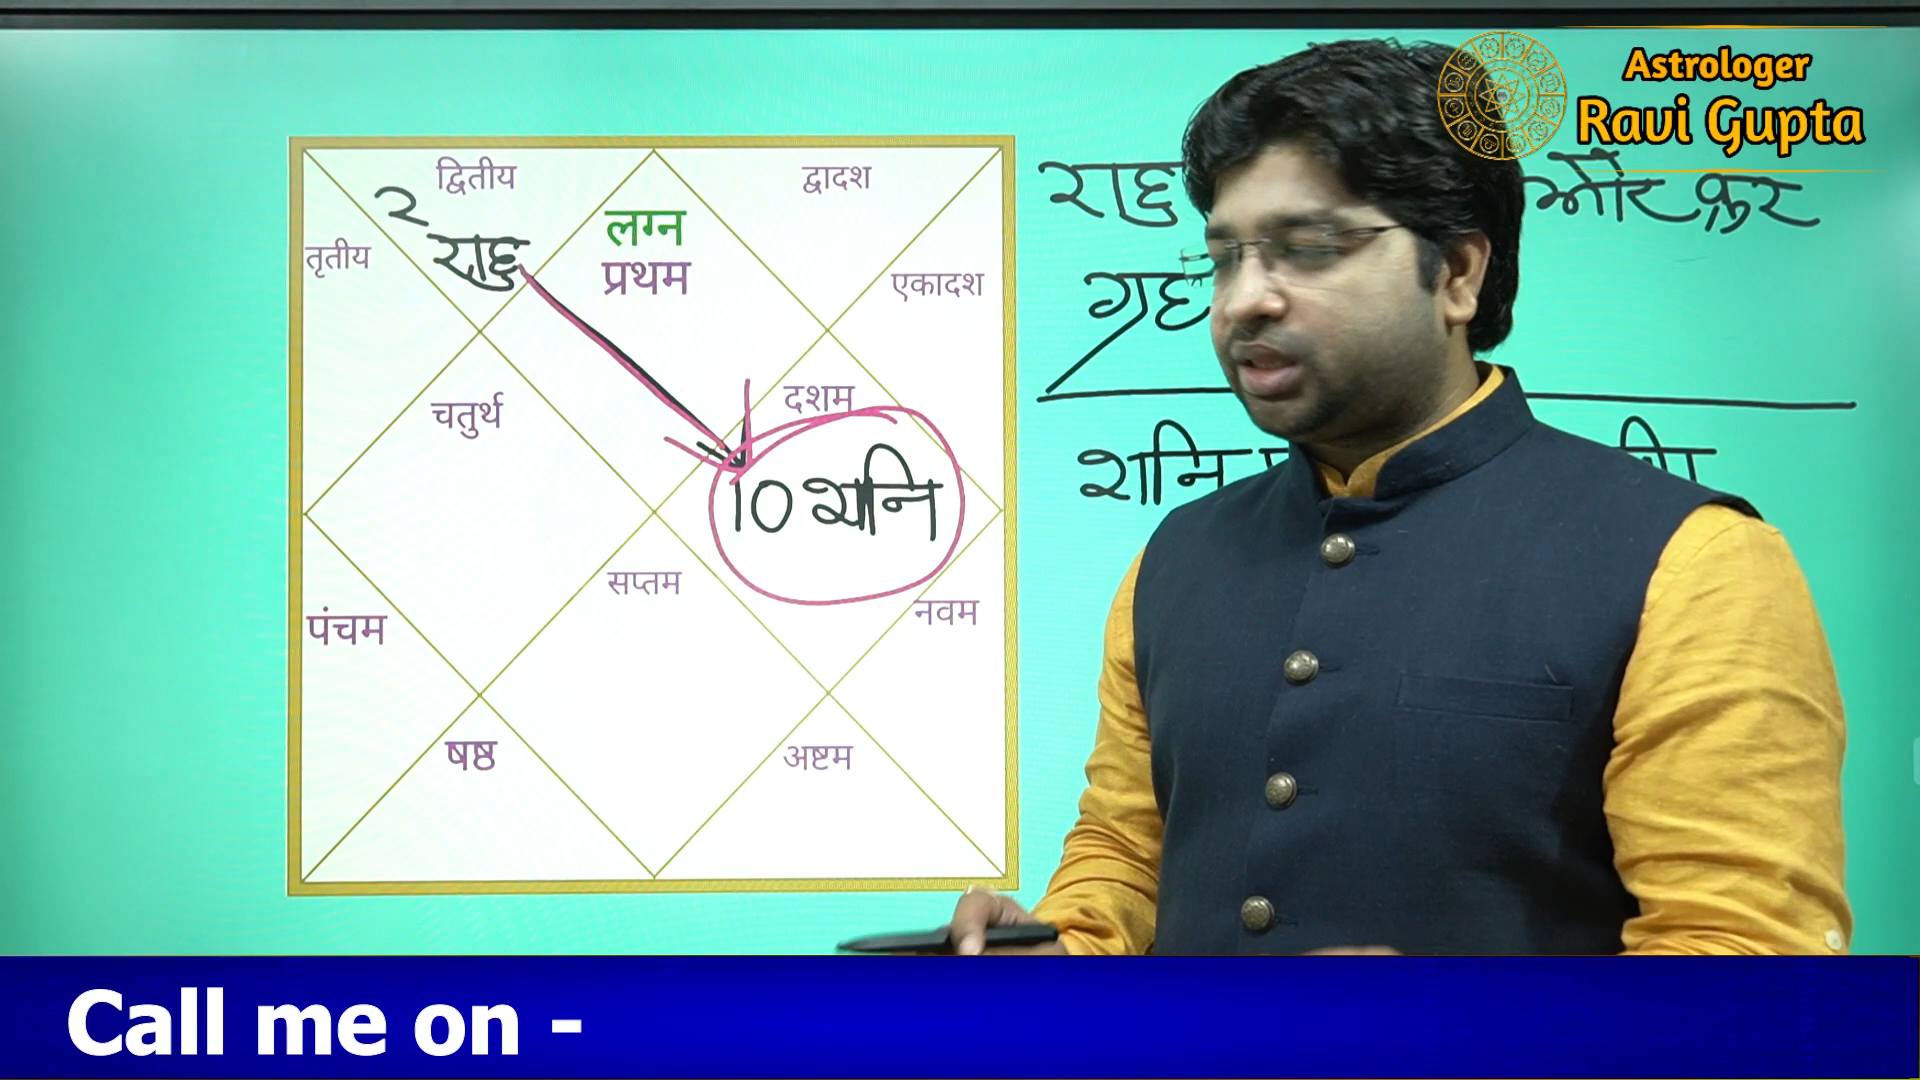 Astrologer
Ravi Gupta
द्वितीय
द्वादश
लग्न
प्रथम
तृतीय
एकादश
2
राहु
चतुर्थ
दशम
10 शनि
सप्तम
पंचम
नवम
षष्ठ
अष्टम
राहु और क्रुर
ग्रह
शनि
Call me on -